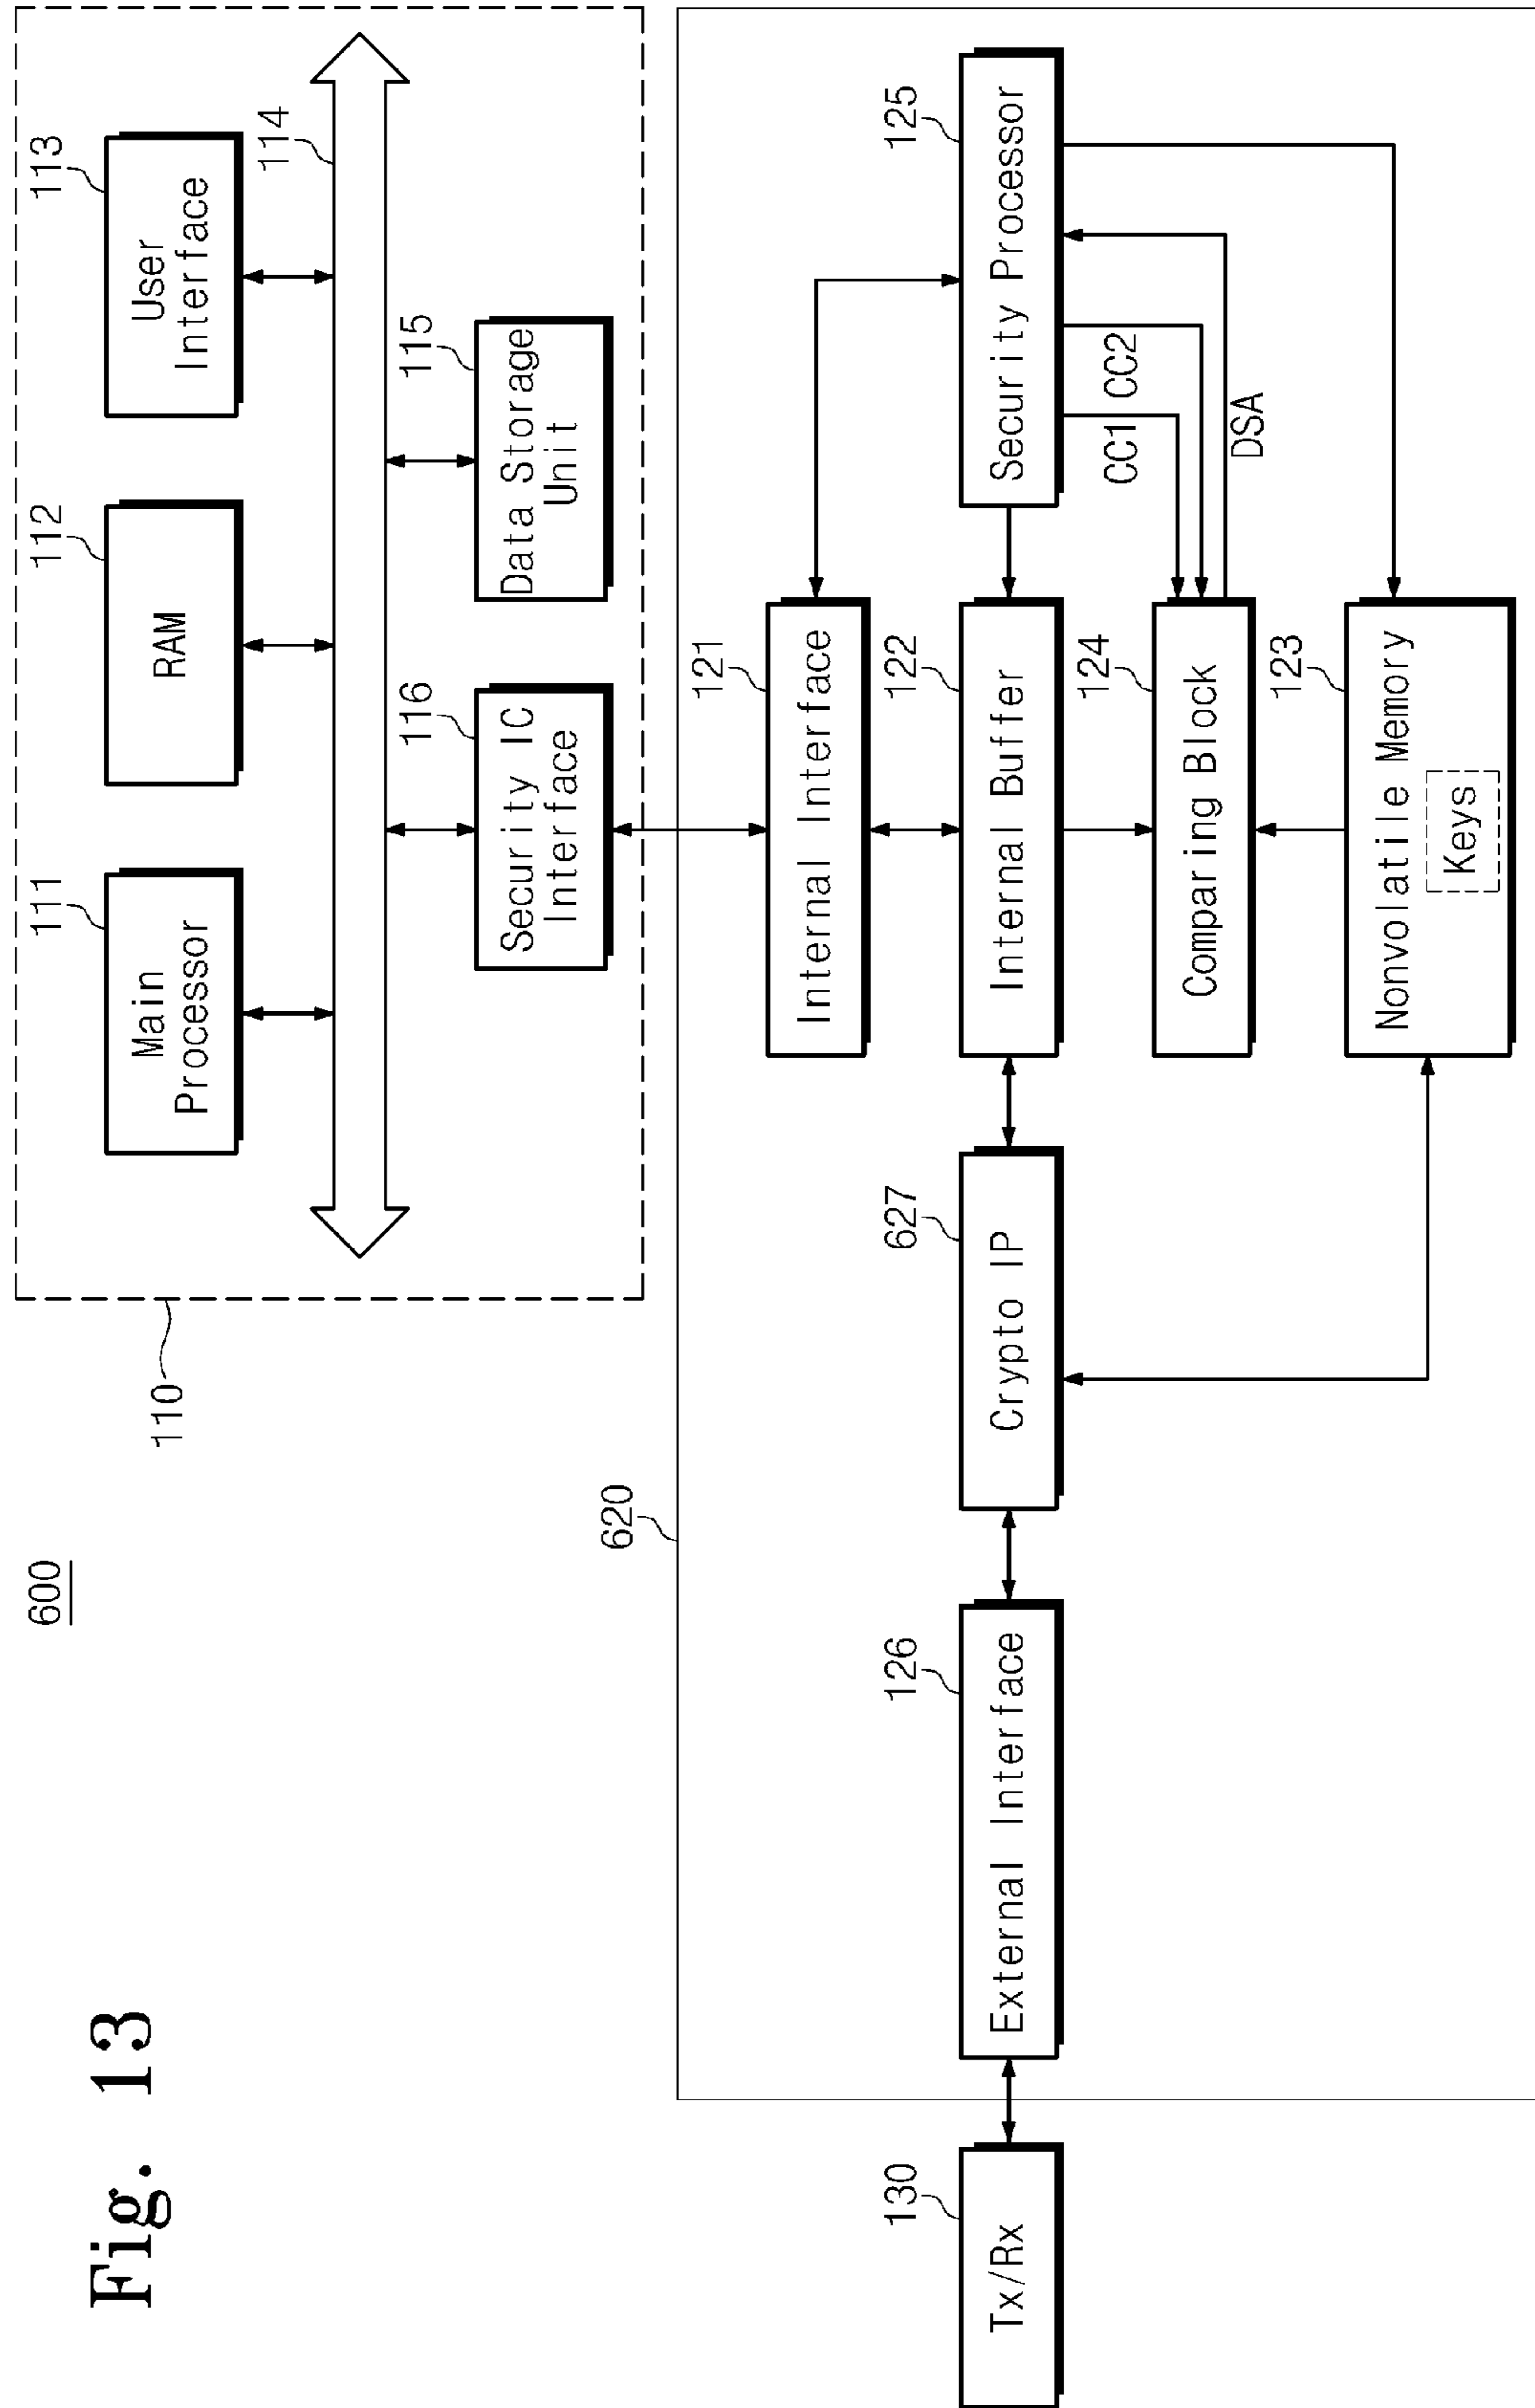 Fig. 13
600
110
111
Main
Processor
112
RAM
113
User
Interface
114
116
Security IC
Interface
115
Data Storage
Unit
620
130
Tx/Rx
126
External Interface
627
Crypto IP
121
Internal Interface
122
Internal Buffer
124
Comparing Block
123
Nonvolatile Memory
Keys
125
Security Processor
CC1
CC2
DSA